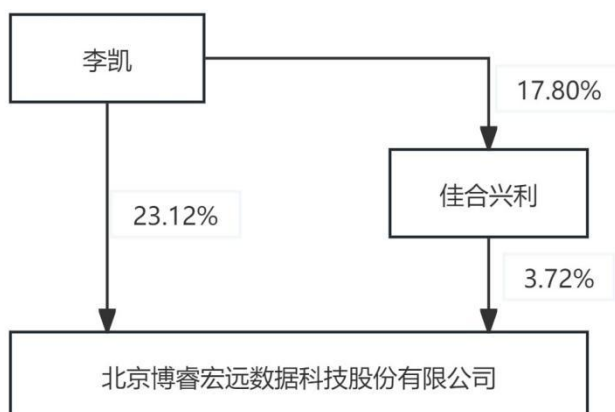 李凯
17.80%
佳合兴利
23.12%
3.72%
北京博睿宏远数据科技股份有限公司